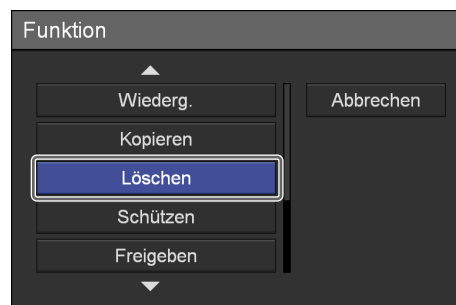 Funktion
Wiederg.
Abbrechen
Kopieren
Löschen
Schützen
Freigeben